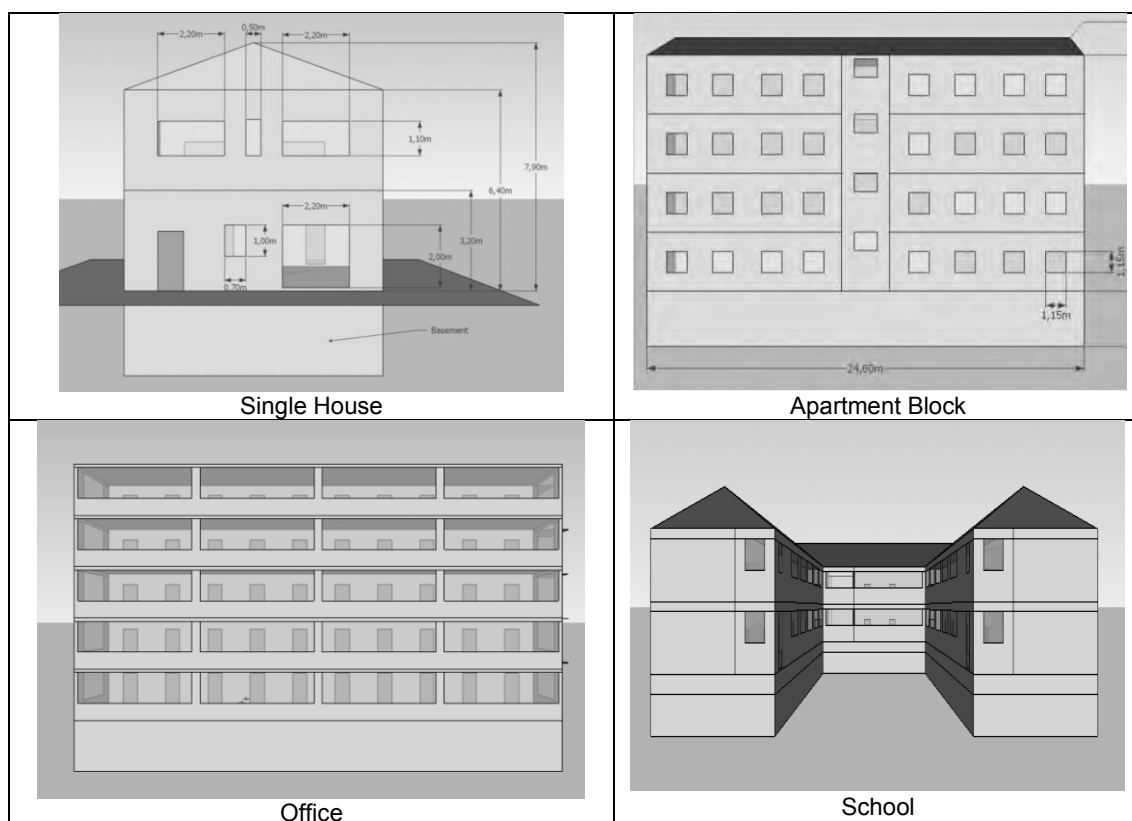 0,50m
2,20m
2,20m
1,10m
7,90m
6,40m
2,20m
1,00m
3,20m
2,00m
0,70m
Basement
Single House
1,15m
1,15m
24,60m
Apartment Block
Office
School